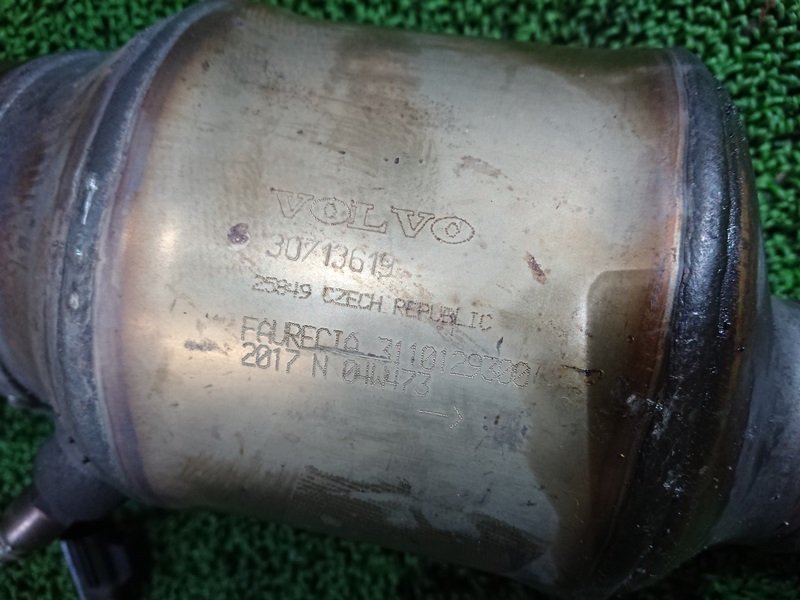 VOLVO
30713619
25849 CZECH REPUBLIC
FAURECIA 3110129300
2017 N 04W473